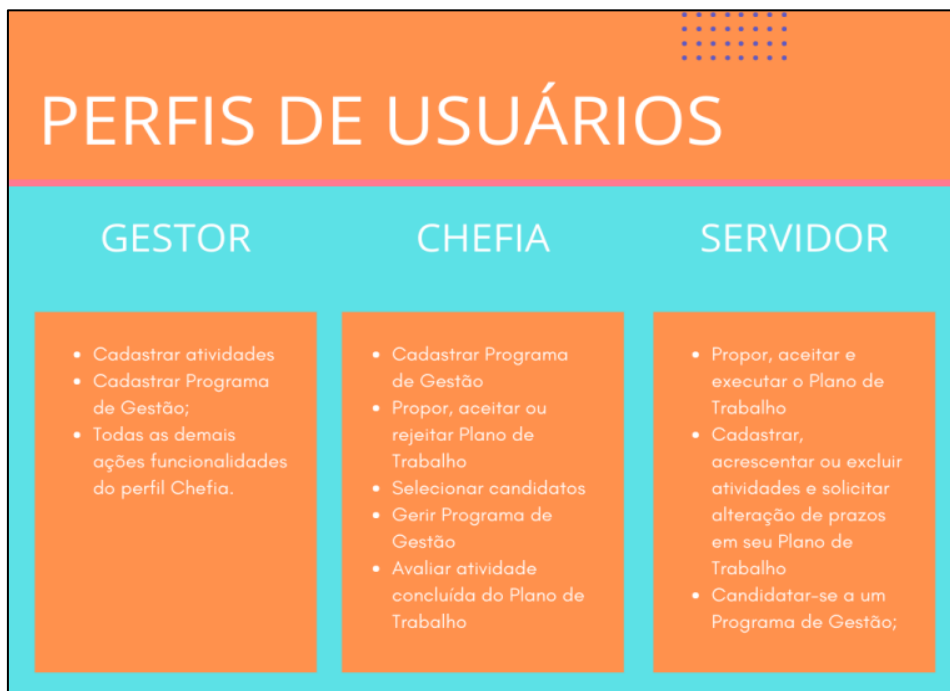 PERFIS DE USUÁRIOS
GESTOR
• Cadastrar atividades
• Cadastrar Programa
de Gestão;
• Todas as demais
ações funcionalidades
do perfil Chefia.
CHEFIA
• Cadastrar Programa
de Gestão
• Propor, aceitar ou
rejeitar Plano de
Trabalho
• Selecionar candidatos
• Gerir Programa de
Gestão
• Avaliar atividade
concluída do Plano de
Trabalho
SERVIDOR
• Propor, aceitar e
executar o Plano de
Trabalho
• Cadastrar,
acrescentar ou excluir
atividades e solicitar
alteração de prazos
em seu Plano de
Trabalho
• Candidatar-se a um
Programa de Gestão;